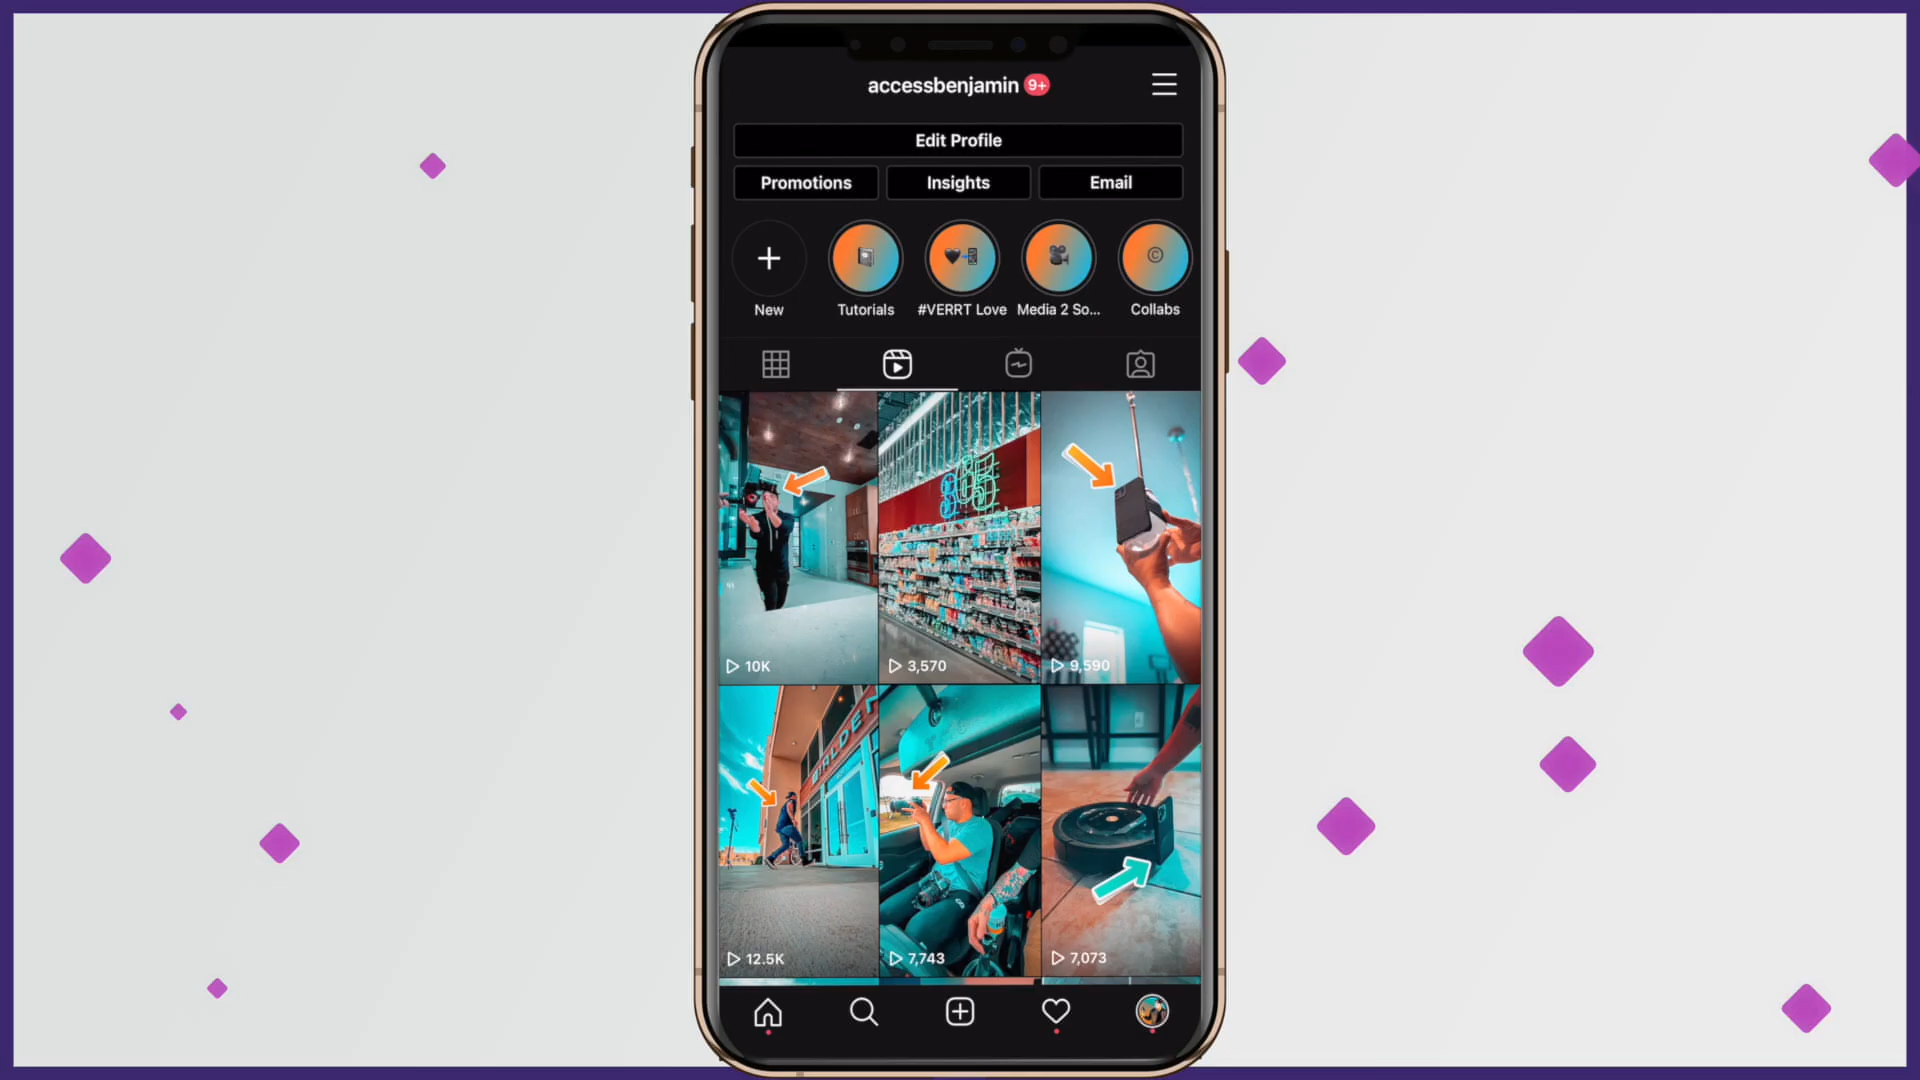 accessbenjamin 9+
Edit Profile
Promotions Insights Email
New Tutorials #VERRT Love Media 2 So... Collabs
365
10K 3,570 9,590
12.5K 7,743 7,073